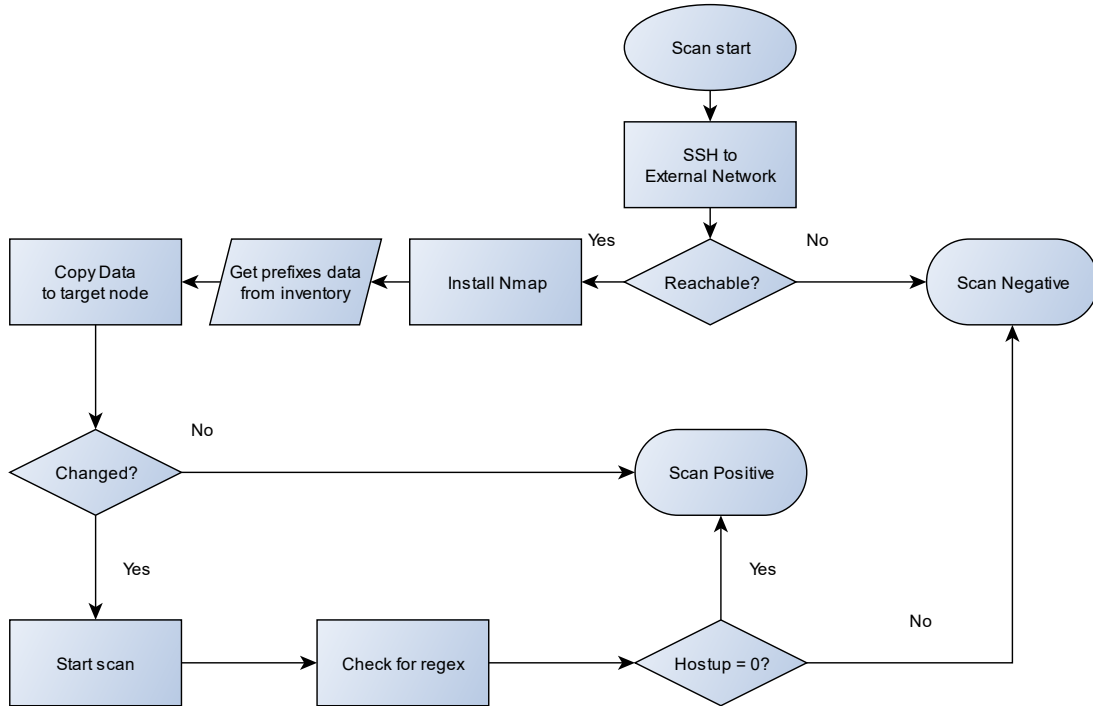 Scan start
SSH to
External Network
Yes
No
Copy Data
to target node
Get prefixes data
from inventory
Install Nmap
Reachable?
Scan Negative
No
Changed?
Scan Positive
Yes
Yes
No
Start scan
Check for regex
Hostup = 0?